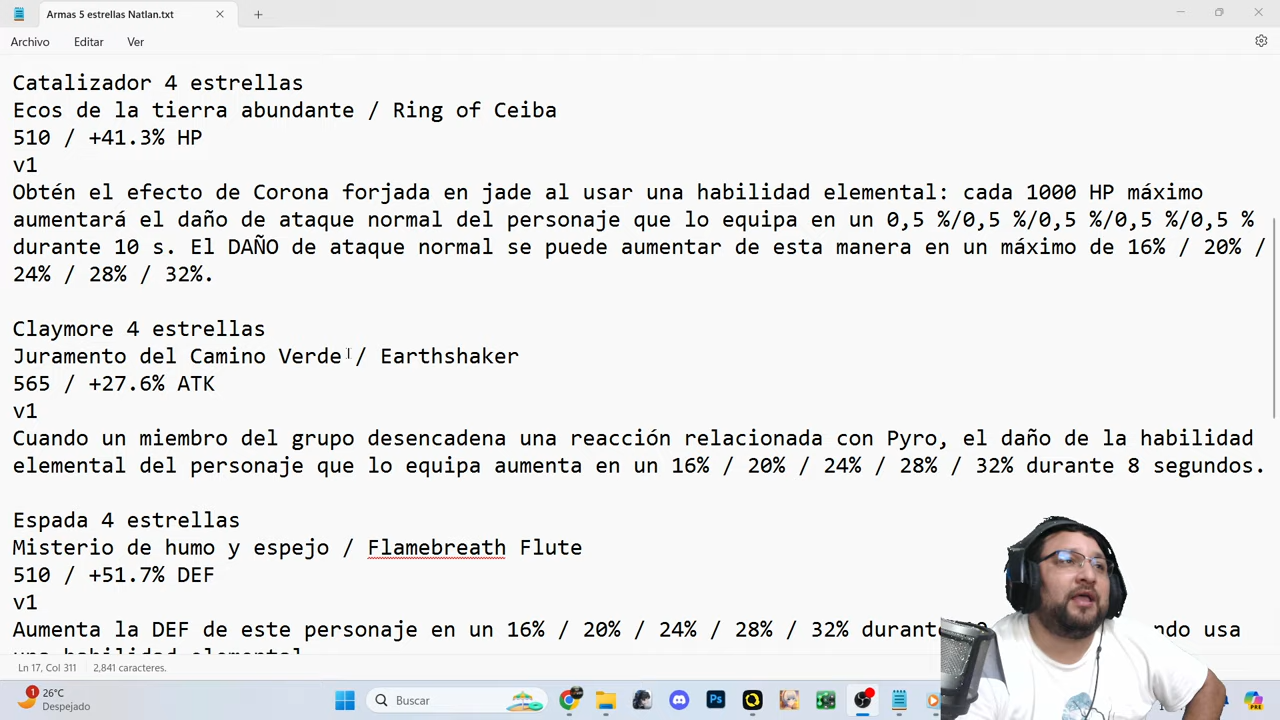 Armas 5 estrellas Natlan.txt
Archivo Editar Ver
Catalizador 4 estrellas
Ecos de la tierra abundante / Ring of Ceiba
510 / +41.3% HP
v1
Obtén el efecto de Corona forjada en jade al usar una habilidad elemental: cada 1000 HP máximo
aumentará el daño de ataque normal del personaje que lo equipa en un 0,5 %/0,5 %/0,5 %/0,5 %/0,5 %
durante 10 s. El DAÑO de ataque normal se puede aumentar de esta manera en un máximo de 16% / 20% /
24% / 28% / 32%.
Claymore 4 estrellas
Juramento del Camino Verde / Earthshaker
565 / +27.6% ATK
v1
Cuando un miembro del grupo desencadena una reacción relacionada con Pyro, el daño de la habilidad
elemental del personaje que lo equipa aumenta en un 16% / 20% / 24% / 28% / 32% durante 8 segundos.
Espada 4 estrellas
Misterio de humo y espejo / Flamebreath Flute
510 / +51.7% DEF
v1
Aumenta la DEF de este personaje en un 16% / 20% / 24% / 28% / 32% usa
una habilidad elemental
Ln 17, Col 311 2,841 caracteres.
1
26°C
Despejado
Buscar
Ps
PRE